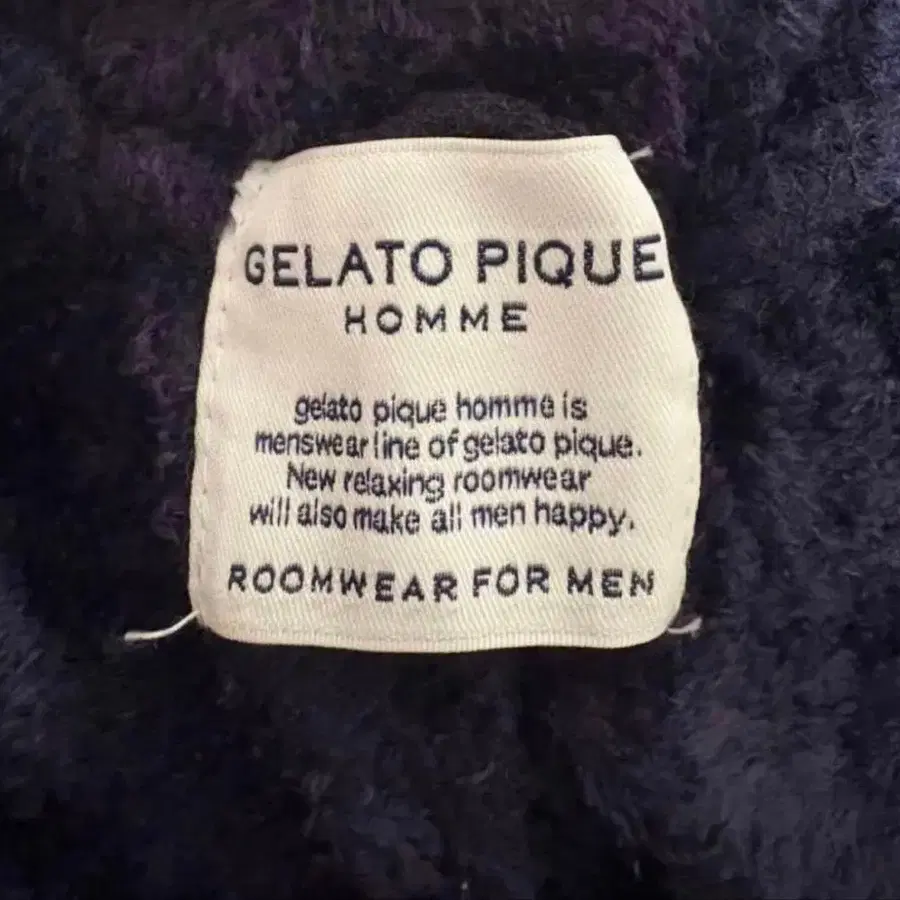 GELATO PIQUE
HOMME
gelato pique homme is
menswear line of gelato pique.
New relaxing roomwear
will also make all men happy.
ROOMWEAR FOR MEN